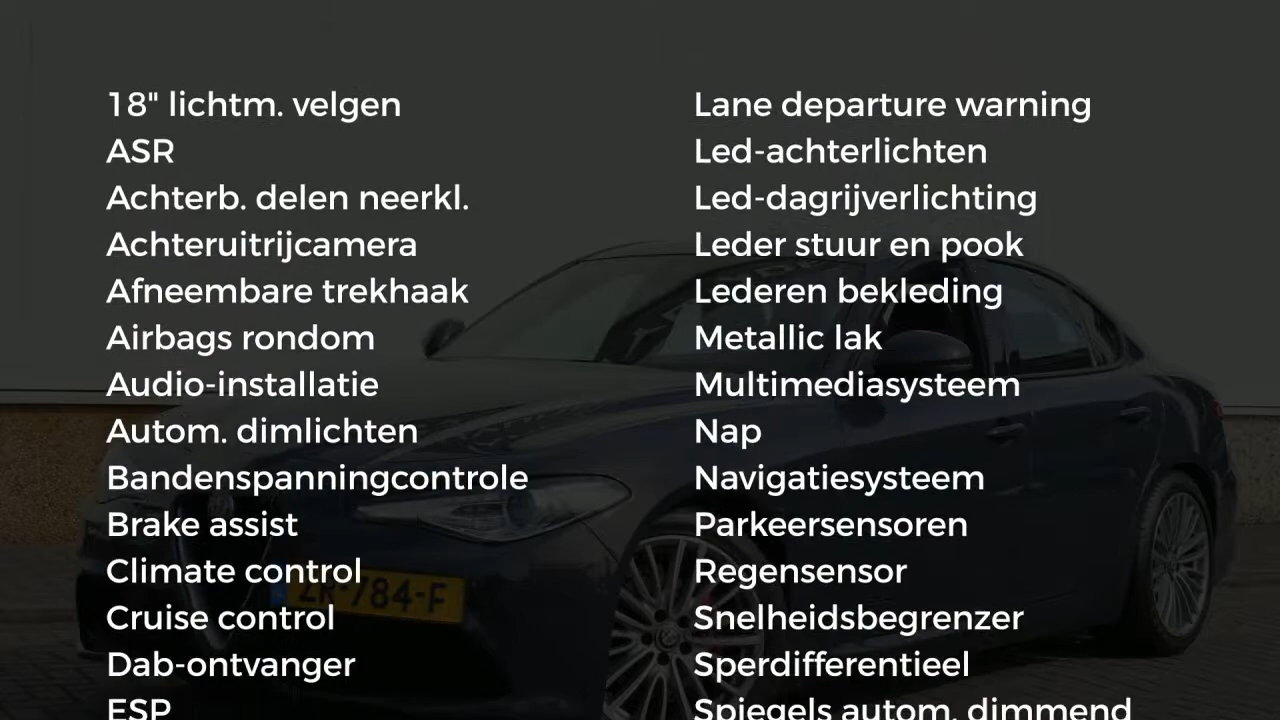 18" lichtm. velgen
ASR
Achterb. delen neerkl.
Achteruitrijcamera
Afneembare trekhaak
Airbags rondom
Audio-installatie
Autom. dimlichten
Bandenspanningcontrole
Brake assist
Climate control
Cruise control
Dab-ontvanger
ESP
Lane departure warning
Led-achterlichten
Led-dagrijverlichting
Leder stuur en pook
Lederen bekleding
Metallic lak
Multimediasysteem
Nap
Navigatiesysteem
Parkeersensoren
Regensensor
Snelheidsbegrenzer
Sperdifferentieel
Spiegels autom. dimmend
ZR-784-F